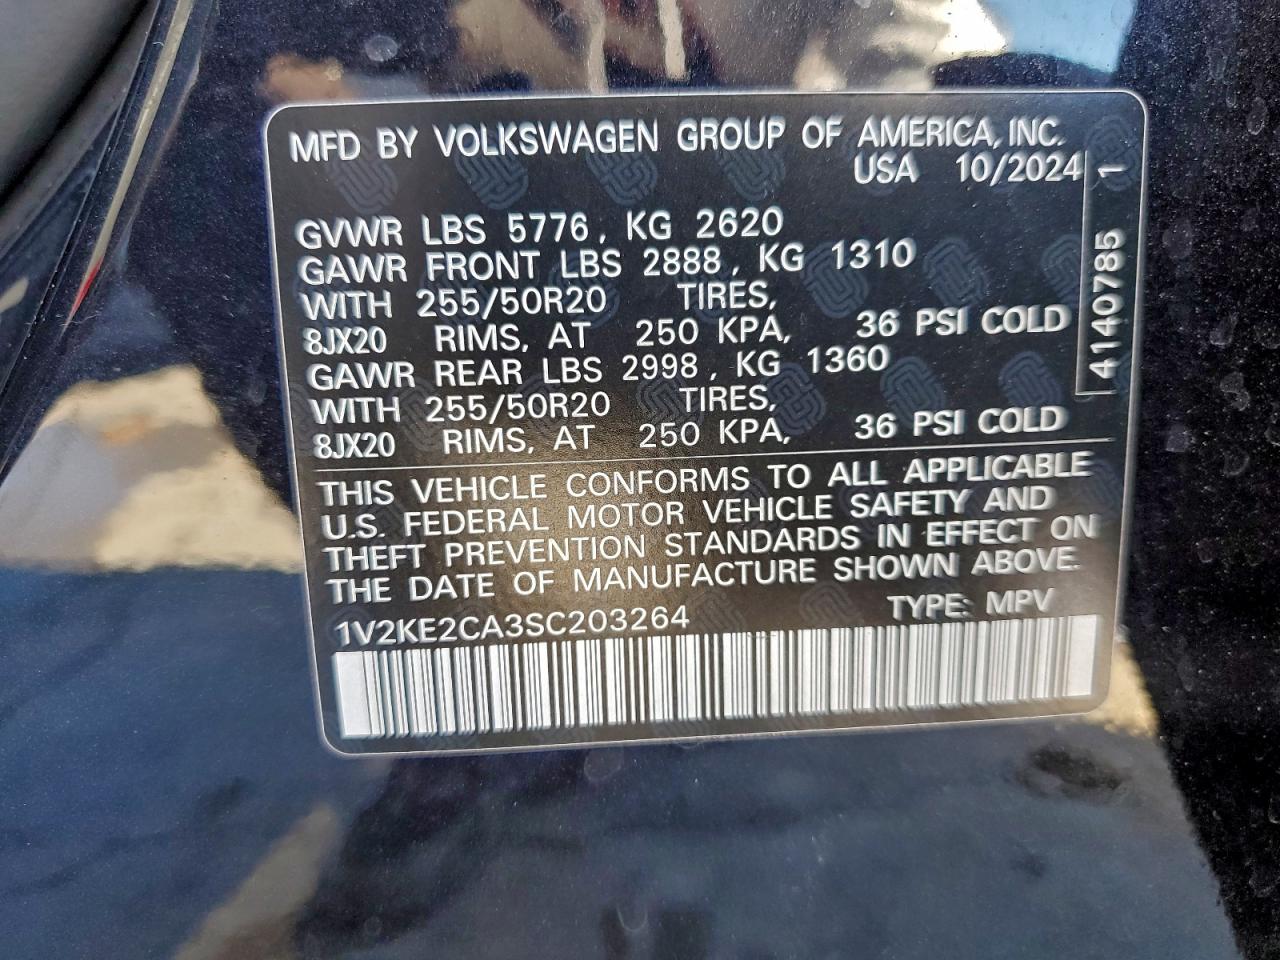 MFD BY VOLKSWAGEN GROUP OF AMERICA, INC.
USA 10/2024
GVWR LBS 5776, KG 2620
GAWR FRONT LBS 2888, KG 1310
WITH 255/50R20 TIRES,
8JX20 RIMS, AT 250 KPA, 36 PSI COLD
GAWR REAR LBS 2998, KG 1360
WITH 255/50R20 TIRES,
8JX20 RIMS, AT 250 KPA, 36 PSI COLD
THIS VEHICLE CONFORMS TO ALL APPLICABLE
U.S. FEDERAL MOTOR VEHICLE SAFETY AND
THEFT PREVENTION STANDARDS IN EFFECT ON
THE DATE OF MANUFACTURE SHOWN ABOVE.
TYPE: MPV
1V2KE2CA3SC203264
4140785 1